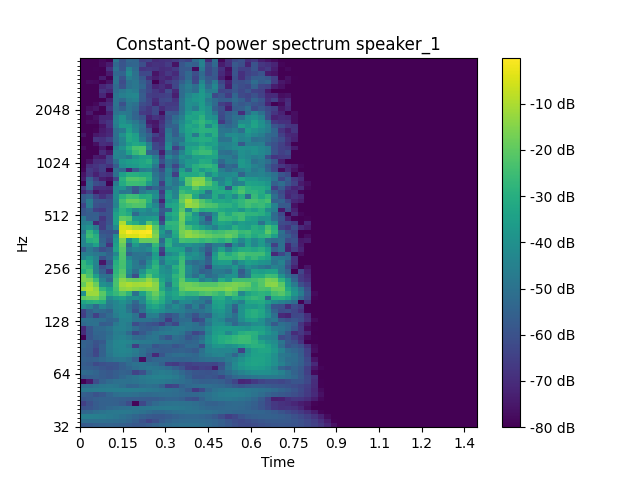 Constant-Q power spectrum speaker_1
Hz
2048
1024
512
256
128
64
32
0 0.15 0.3 0.45 0.6 0.75 0.9 1.1 1.2 1.4
Time
-10 dB
-20 dB
-30 dB
-40 dB
-50 dB
-60 dB
-70 dB
-80 dB